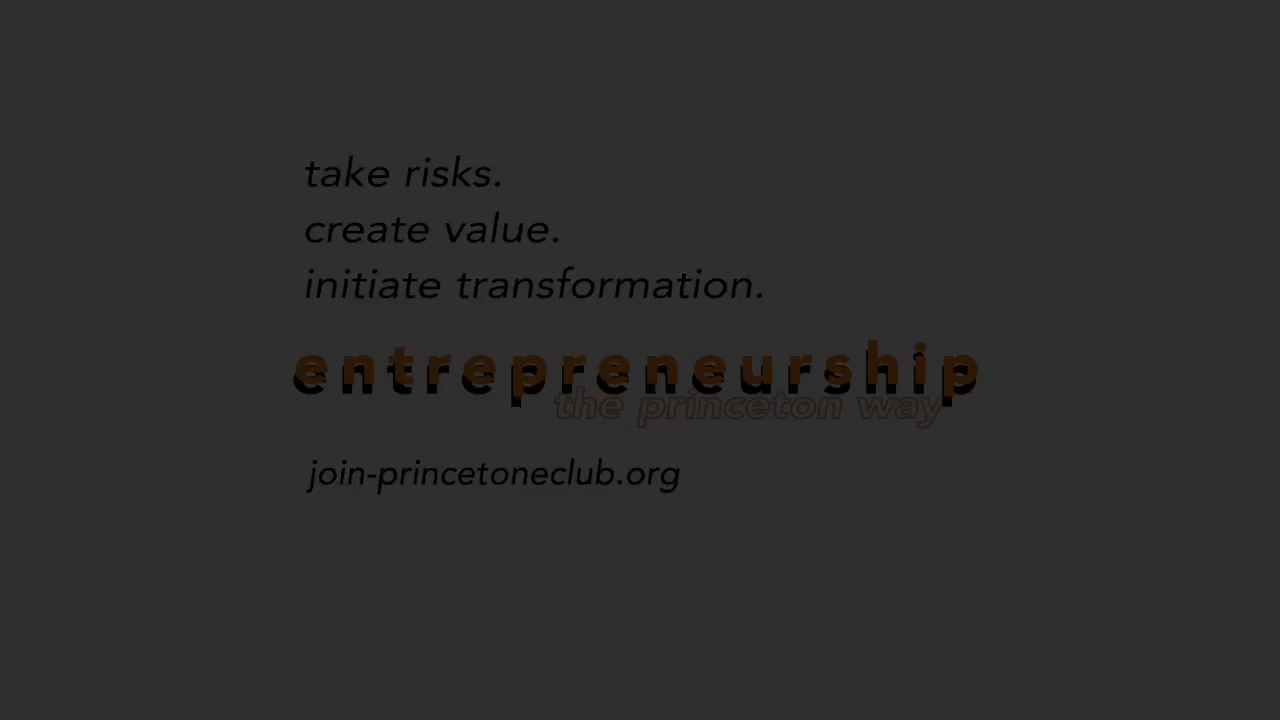 take risks.
create value.
initiate transformation.
entrepreneurship
the princeton way
join-princetoneclub.org